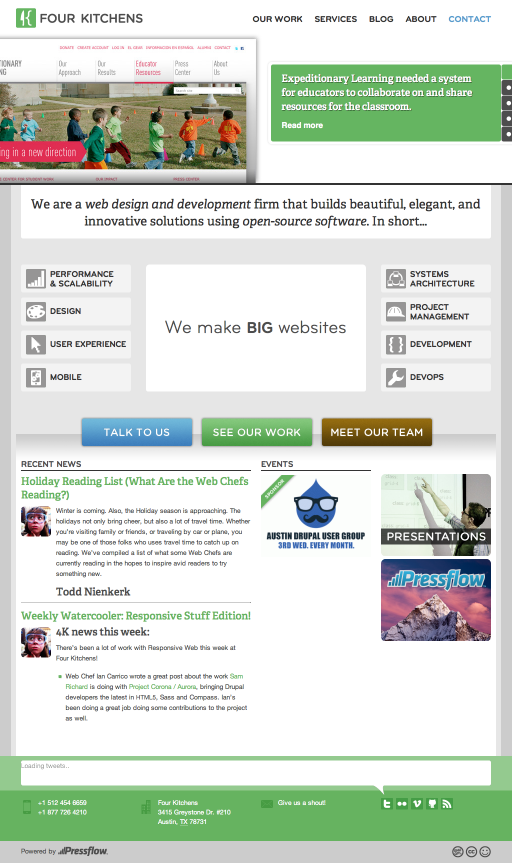 FOUR KITCHENS
OUR WORK SERVICES BLOG ABOUT CONTACT
DONATE CREATE ACCOUNT LOG IN EL SIDE INFORMACION EN ESPAÑOL ALUMNI CONTACT
Our Approach
Our Results
Educator Resources
Press Center
About Us
ng in a new direction
OUR IMPACT
PRESS CENTER
Expeditionary Learning needed a system
for educators to collaborate on and share
resources for the classroom.
Read more
We are a web design and development firm that builds beautiful, elegant, and
innovative solutions using open-source software. In short...
PERFORMANCE
& SCALABILITY
DESIGN
USER EXPERIENCE
MOBILE
We make BIG websites
SYSTEMS
ARCHITECTURE
PROJECT
MANAGEMENT
DEVELOPMENT
DEVOPS
TALK TO US
SEE OUR WORK
MEET OUR TEAM
RECENT NEWS
Holiday Reading List (What Are the Web Chefs
Reading?)
Winter is coming. Also, the Holiday season is approaching. The
holidays not only bring cheer, but also a lot of travel time. Whether
you're visiting family or friends, or traveling by car or plane, you
may be one of those folks who uses travel time to catch up on
reading. We've compiled a list of what some Web Chefs are
currently reading in the hopes to inspire avid readers to try
something new.
Todd Nienkerk
Weekly Watercooler: Responsive Stuff Edition!
4K news this week:
There's been a lot of work with Responsive Web this week at
Four Kitchens!
Web Chef Ian Carrico wrote a great post about the work Sam
Richard is doing with Project Corona / Aurora, bringing Drupal
developers the latest in HTML5, Sass and Compass. Ian's
been doing a great job doing some contributions to the project
as well.
EVENTS
SPONSOR
AUSTIN DRUPAL USER GROUP
3RD WED. EVERY MONTH.
PRESENTATIONS
Pressflow
Loading tweets..
+1 512 454 6659
+1 877 726 4210
Four Kitchens
3415 Greystone Dr. #210
Austin, TX 78731
Give us a shout!
Powered by Pressflow